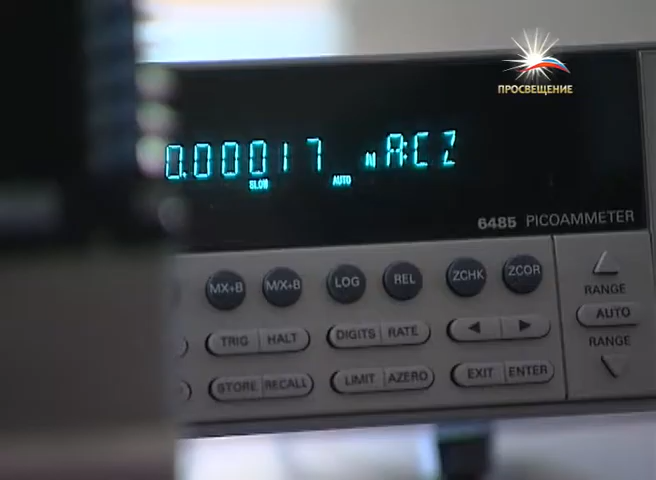 ПРОСВЕЩЕНИЕ
0.00017 NA:CZ
SLOW AUTO
6485 PICOAMMETER
MX+B M/X+B LOG REL ZCHK ZCOR
RANGE
TRIG HALT DIGITS RATE ◄ ► AUTO
RANGE
STORE RECALL LIMIT AZERO EXIT ENTER